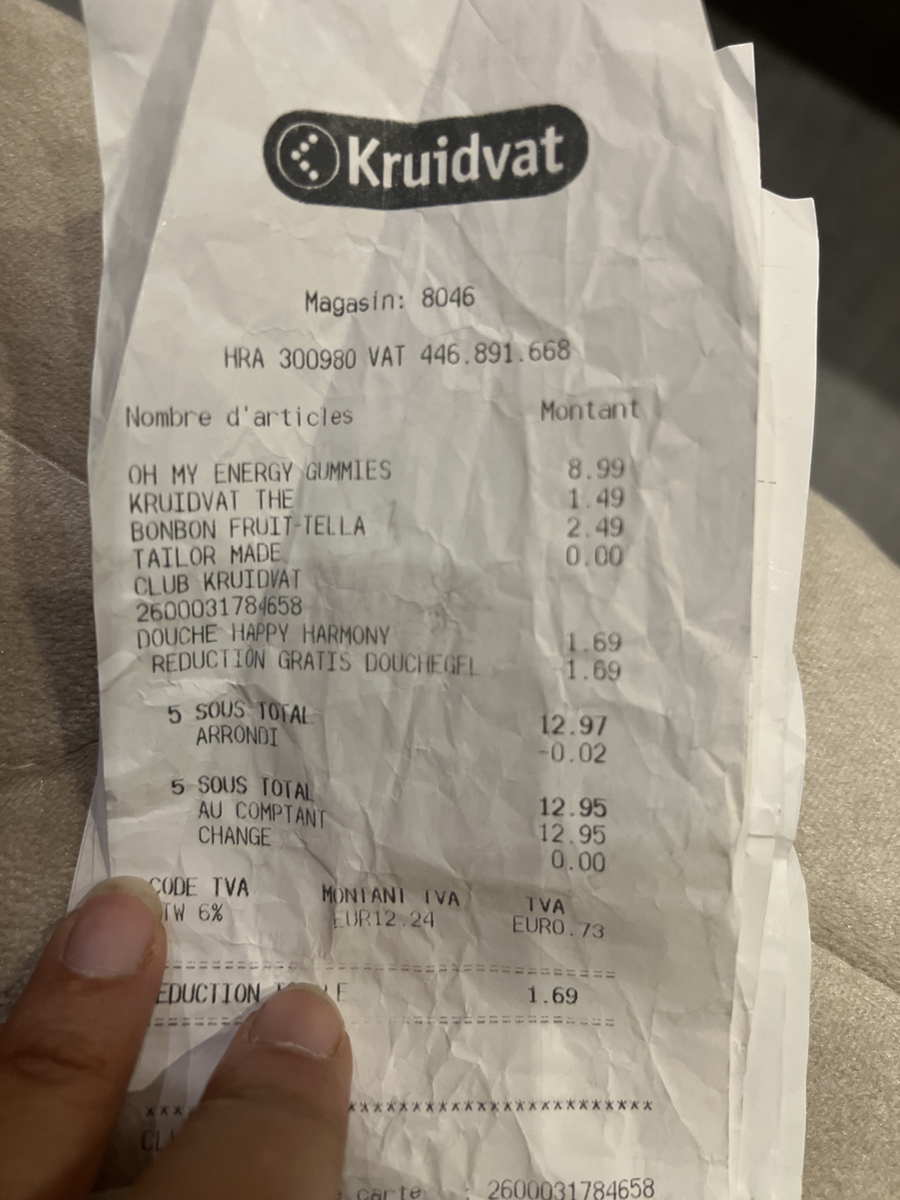 Kruidvat
Magasin: 8046
HRA 300980 VAT 446.891.668
Nombre d'articles Montant
OH MY ENERGY GUMMIES 8.99
KRUIDVAT THE 1.49
BONBON FRUIT-TELLA 2.49
TAILOR MADE 0.00
CLUB KRUIDVAT
2600031784658
DOUCHE HAPPY HARMONY 1.69
REDUCTION GRATIS DOUCHEGEL -1.69
5 SOUS TOTAL 12.97
ARRONDI -0.02
5 SOUS TOTAL 12.95
AU COMPTANT 12.95
CHANGE 0.00
CODE TVA MONTANT TVA TVA
TW 6% EUR12.24 EUR0.73
======================================
EDUCTION 1.69
======================================
*****************************
carte : 2600031784658